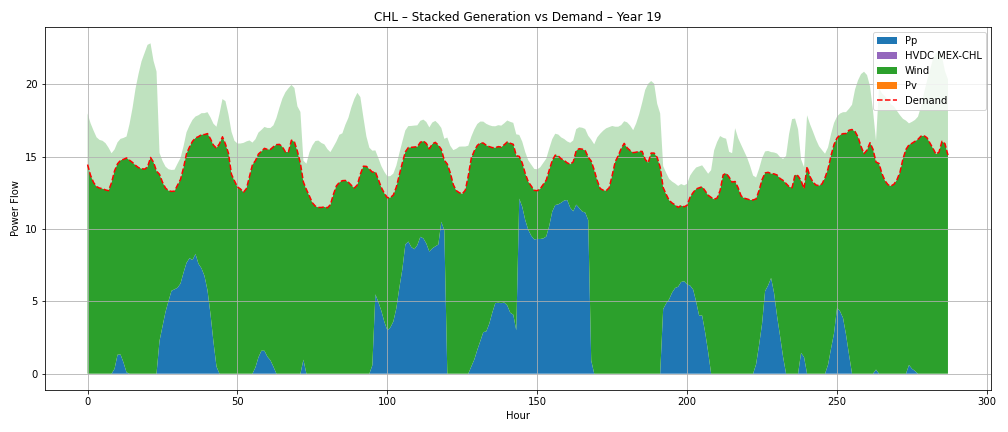 CHL – Stacked Generation vs Demand – Year 19
Power Flow
20
15
10
5
0
0 50 100 150 200 250 300
Hour
Pp
HVDC MEX-CHL
Wind
Pv
Demand